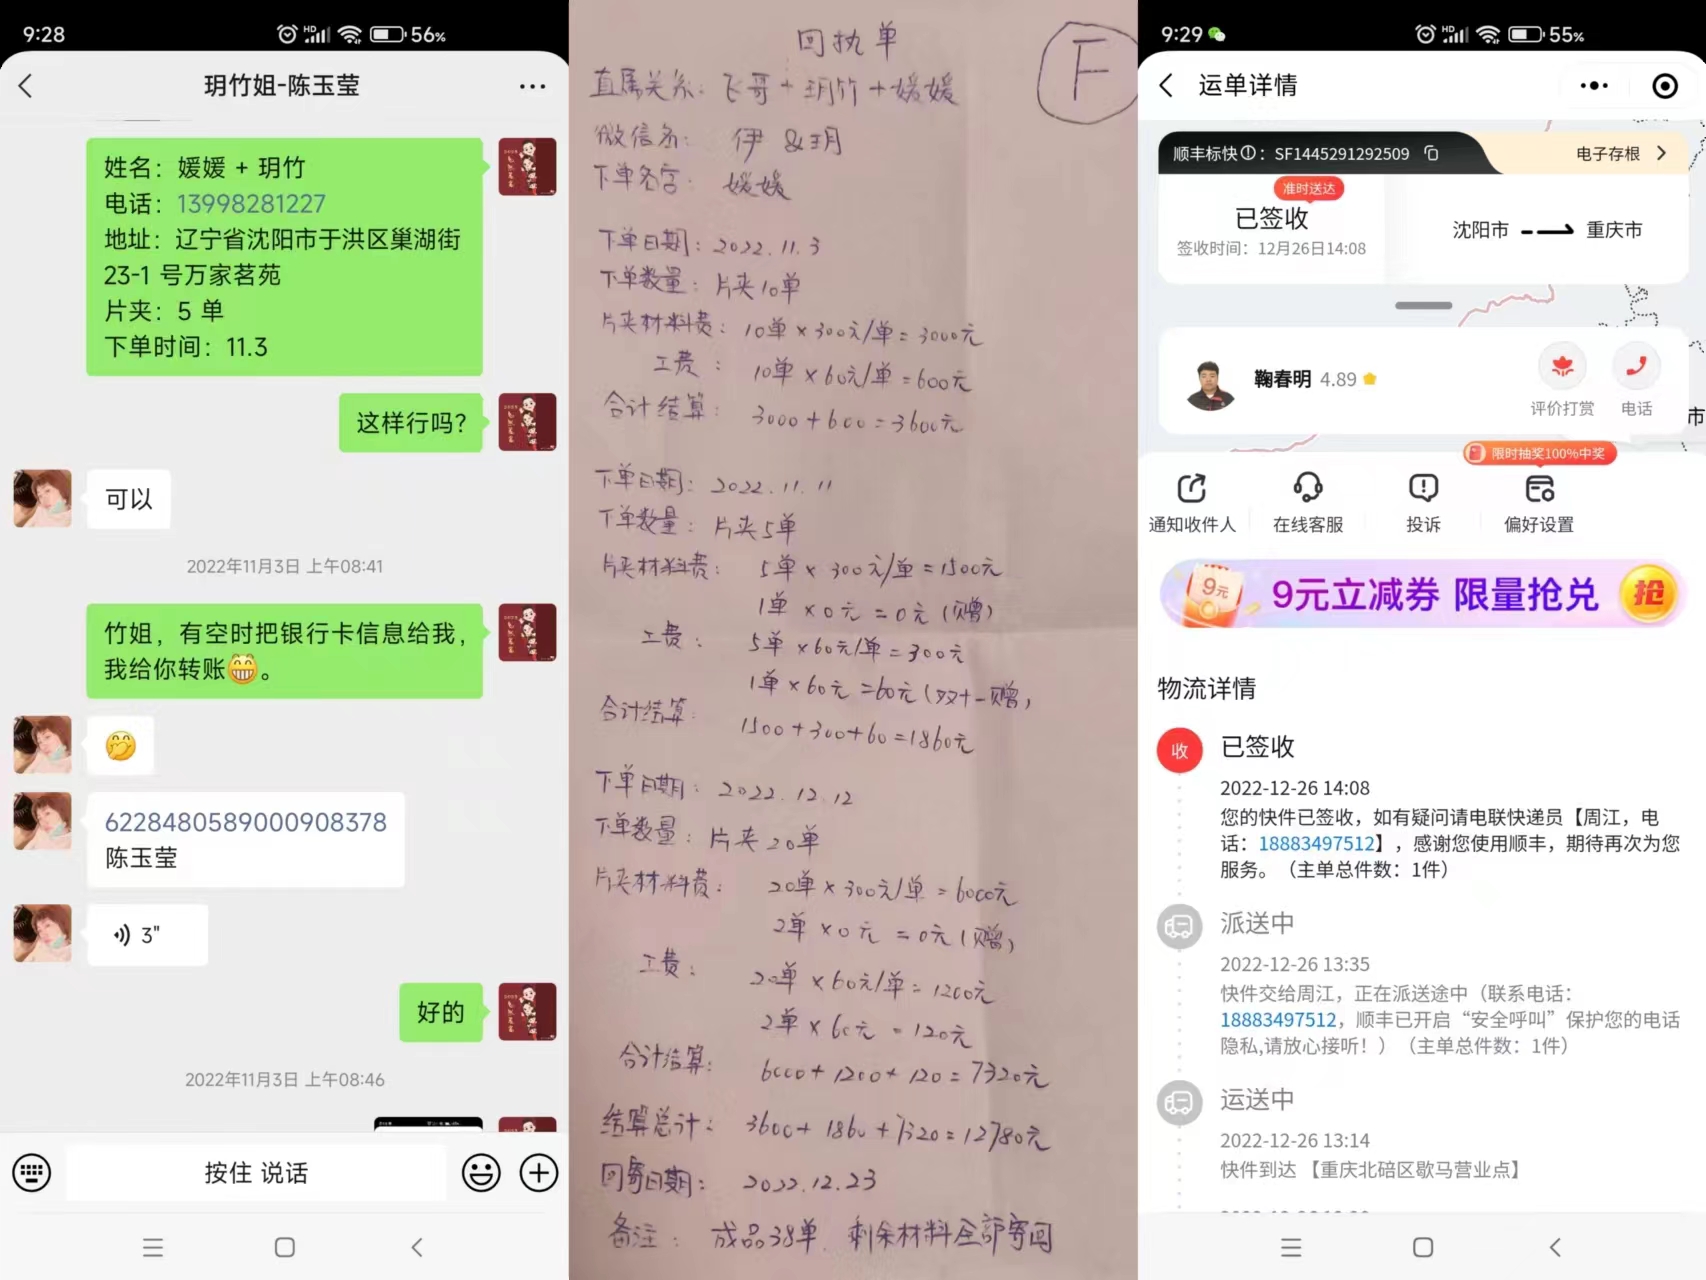 9:28
HD
56%
玥竹姐-陈玉莹
姓名：媛媛 + 玥竹
电话：13998281227
地址：辽宁省沈阳市于洪区巢湖街
23-1 号万家茗苑
片夹：5 单
下单时间：11.3
这样行吗？
可以
2022年11月3日 上午08:41
竹姐，有空时把银行卡信息给我，
我给你转账。
6228480589000908378
陈玉莹
3"
好的
2022年11月3日 上午08:46
按住 说话
回执单
F
直属关系：飞哥+玥竹+媛媛
微信名：伊 &玥
下单名字：媛媛
下单日期：2022.11.3
下单数量：片夹10单
片夹材料费：10单×300元/单=3000元
工费：10单×60元/单=600元
合计结算：3000+600=3600元
下单日期：2022.11.11
下单数量：片夹5单
片夹材料费：5单×300元/单=1500元
1单×0元=0元(赠)
工费：5单×60元/单=300元
1单×60元=60元(双十一赠)
合计结算：1500+300+60=1860元
下单日期：2022.12.12
下单数量：片夹20单
片夹材料费：20单×300元/单=6000元
2单×0元=0元(赠)
工费：20单×60元/单=1200元
2单×60元=120元
合计结算：6000+1200+120=7320元
结算总计：3600+1860+7320=12780元
回寄日期：2022.12.23
备注：成品38单.剩余材料全部寄回
9:29
HD
55%
运单详情
顺丰标快：SF1445291292509
电子存根
准时送达
已签收
签收时间：12月26日14:08
沈阳市
重庆市
鞠春明 4.89
评价打赏
电话
市
限时抽奖100%中奖
通知收件人
在线客服
投诉
偏好设置
9元
9元立减券 限量抢兑
抢
物流详情
收
已签收
2022-12-26 14:08
您的快件已签收，如有疑问请电联快递员【周江，电
话：18883497512】，感谢您使用顺丰，期待再次为您
服务。（主单总件数：1件）
派送中
2022-12-26 13:35
快件交给周江，正在派送途中（联系电话：
18883497512，顺丰已开启“安全呼叫”保护您的电话
隐私,请放心接听！）（主单总件数：1件）
运送中
2022-12-26 13:14
快件到达 【重庆北碚区歇马营业点】